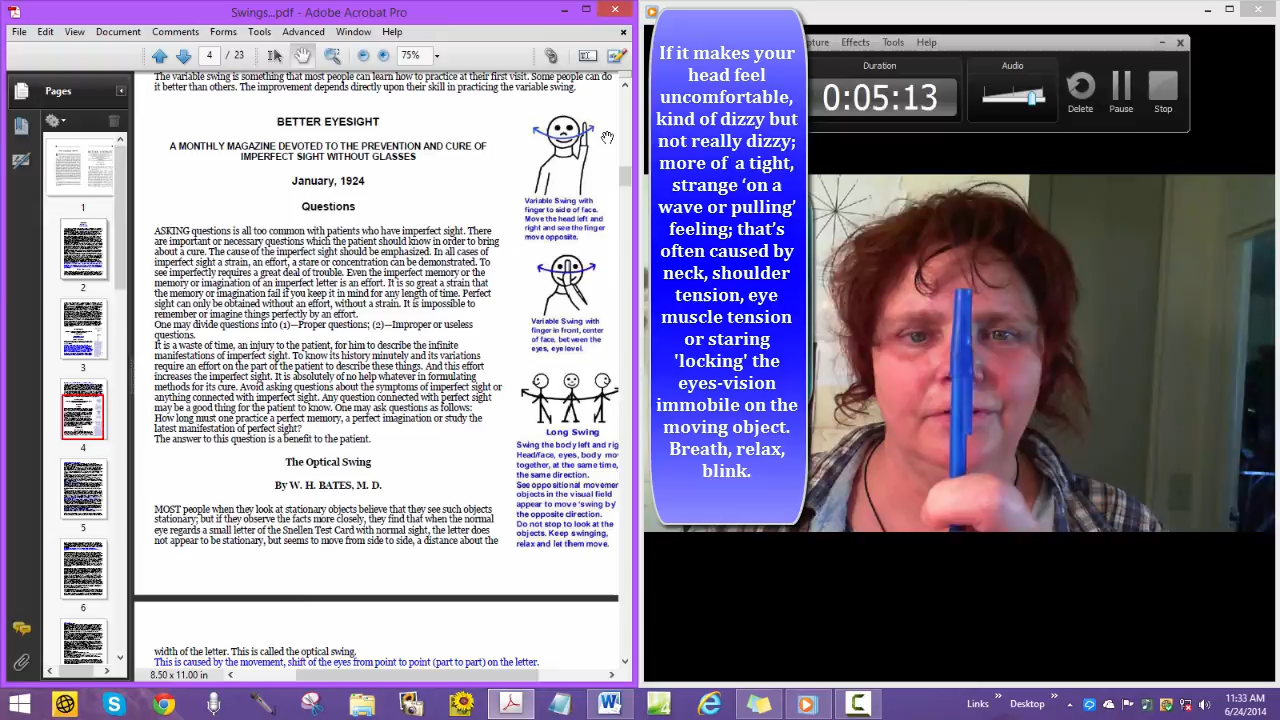 Swings...pdf - Adobe Acrobat Pro
File Edit View Document Comments Forms Tools Advanced Window Help
4 / 23 75%
Pages
1
2
3
4
5
6
The variable swing is something that most people can learn how to practice at their first visit. Some people can do
it better than others. The improvement depends directly upon their skill in practicing the variable swing.
BETTER EYESIGHT
A MONTHLY MAGAZINE DEVOTED TO THE PREVENTION AND CURE OF
IMPERFECT SIGHT WITHOUT GLASSES
January, 1924
Questions
ASKING questions is all too common with patients who have imperfect sight. There
are important or necessary questions which the patient should know in order to bring
about a cure. The cause of the imperfect sight should be emphasized. In all cases of
imperfect sight a strain, an effort, a stare or concentration can be demonstrated. To
see imperfectly requires a great deal of trouble. Even the imperfect memory or the
memory or imagination of an imperfect letter is an effort. It is so great a strain that
the memory or imagination fail if you keep it in mind for any length of time. Perfect
sight can only be obtained without an effort, without a strain. It is impossible to
remember or imagine things perfectly by an effort.
One may divide questions into (1)—Proper questions; (2)—Improper or useless
questions.
It is a waste of time, an injury to the patient, for him to describe the infinite
manifestations of imperfect sight. To know its history minutely and its variations
require an effort on the part of the patient to describe these things. And this effort
increases the imperfect sight. It is absolutely of no help whatever in formulating
methods for its cure. Avoid asking questions about the symptoms of imperfect sight or
anything connected with imperfect sight. Any question connected with perfect sight
may be a good thing for the patient to know. One may ask questions as follows:
How long must one practice a perfect memory, a perfect imagination or study the
latest manifestation of perfect sight?
The answer to this question is a benefit to the patient.
The Optical Swing
By W. H. BATES, M. D.
MOST people when they look at stationary objects believe that they see such objects
stationary; but if they observe the facts more closely, they find that when the normal
eye regards a small letter of the Snellen Test Card with normal sight, the letter does
not appear to be stationary, but seems to move from side to side, a distance about the
width of the letter. This is called the optical swing.
This is caused by the movement, shift of the eyes from point to point (part to part) on the letter.
Variable Swing with
finger to side of face.
Move the head left and
right and see the finger
move opposite.
Variable Swing with
finger in front, center
of face, between the
eyes, eye level.
Long Swing
Swing the body left and rig
Head/face, eyes, body mo
together, at the same time,
the same direction.
See oppositional movemen
objects in the visual field
appear to move 'swing by'
the opposite direction.
Do not stop to look at the
objects. Keep swinging,
relax and let them move.
8.50 x 11.00 in
If it makes your
head feel
uncomfortable,
kind of dizzy but
not really dizzy;
more of a tight,
strange 'on a
wave or pulling'
feeling; that's
often caused by
neck, shoulder
tension, eye
muscle tension
or staring
'locking' the
eyes-vision
immobile on the
moving object.
Breath, relax,
blink.
pture Effects Tools Help
Duration
0:05:13
Audio
Delete Pause Stop
Links Desktop
11:33 AM
6/24/2014